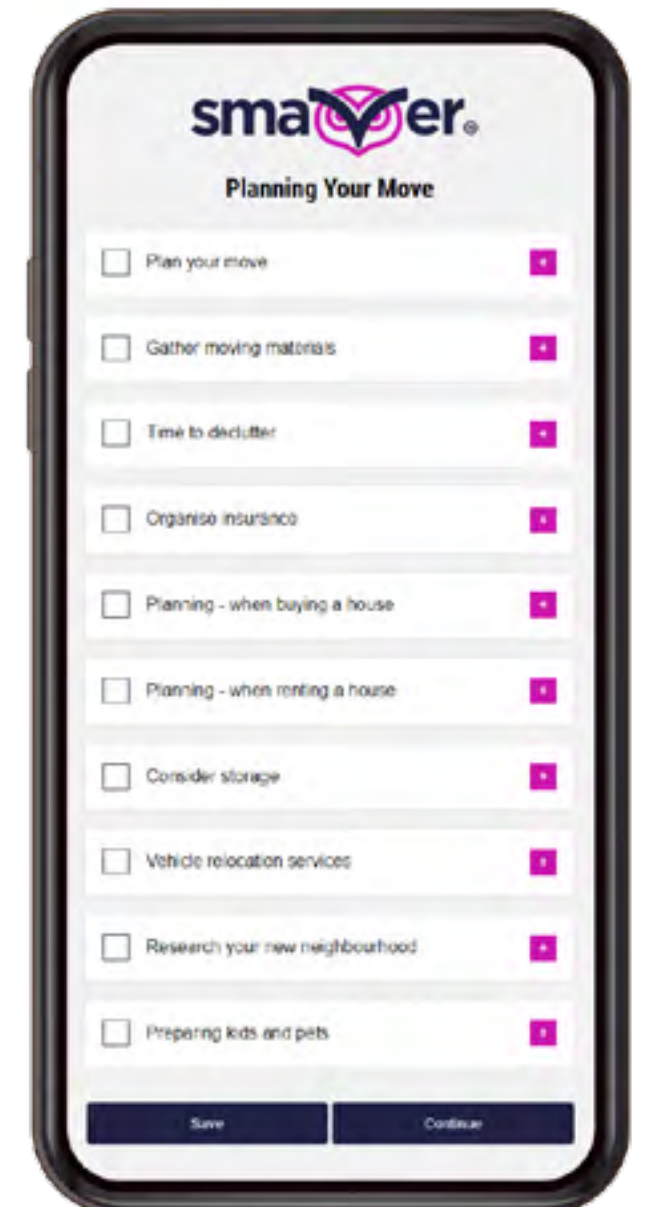 smoover®
Planning Your Move
Plan your move
Gather moving materials
Time to declutter
Organise insurance
Planning - when buying a house
Planning - when renting a house
Consider storage
Vehicle relocation services
Research your new neighbourhood
Preparing kids and pets
Save
Continue